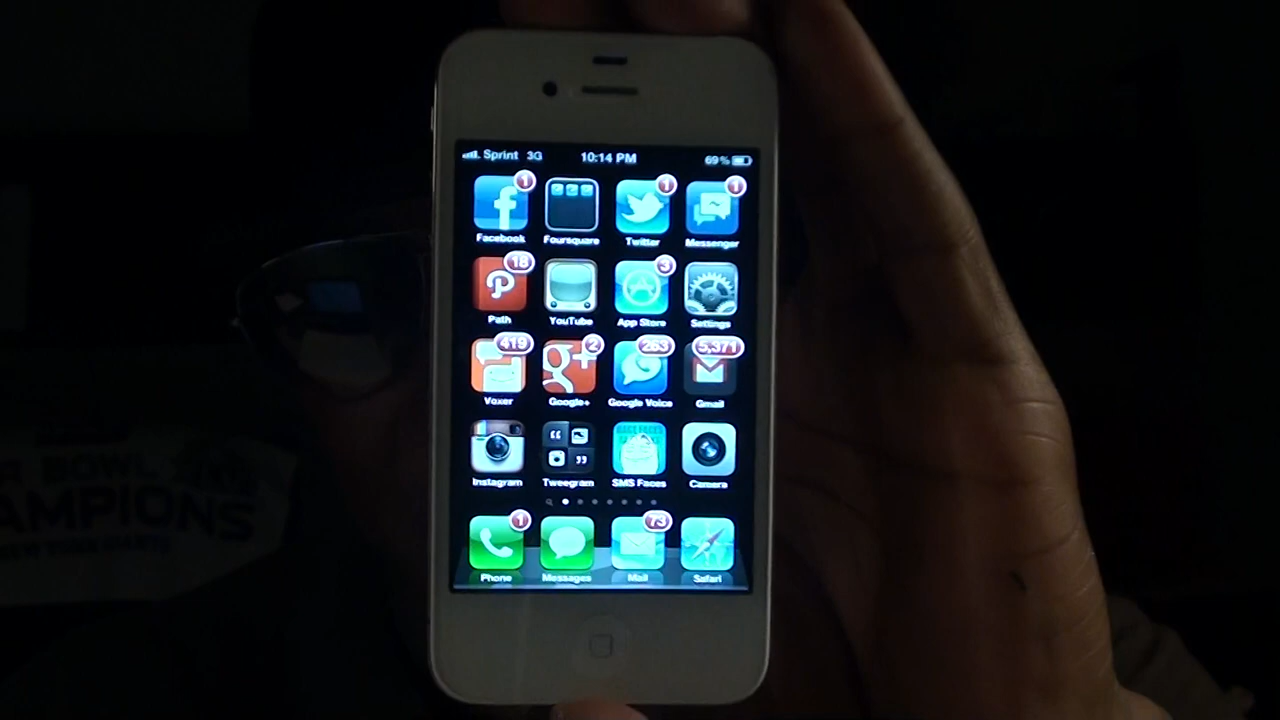 Sprint 3G 10:14 PM 69%
1 1 1
Facebook Foursquare Twitter Messenger
18 3
Path YouTube App Store Settings
419 2 263 5,371
Voxer Google+ Google Voice Gmail
Instagram Tweegram SMS Faces Camera
1 73
Phone Messages Mail Safari
BOWL
CHAMPIONS